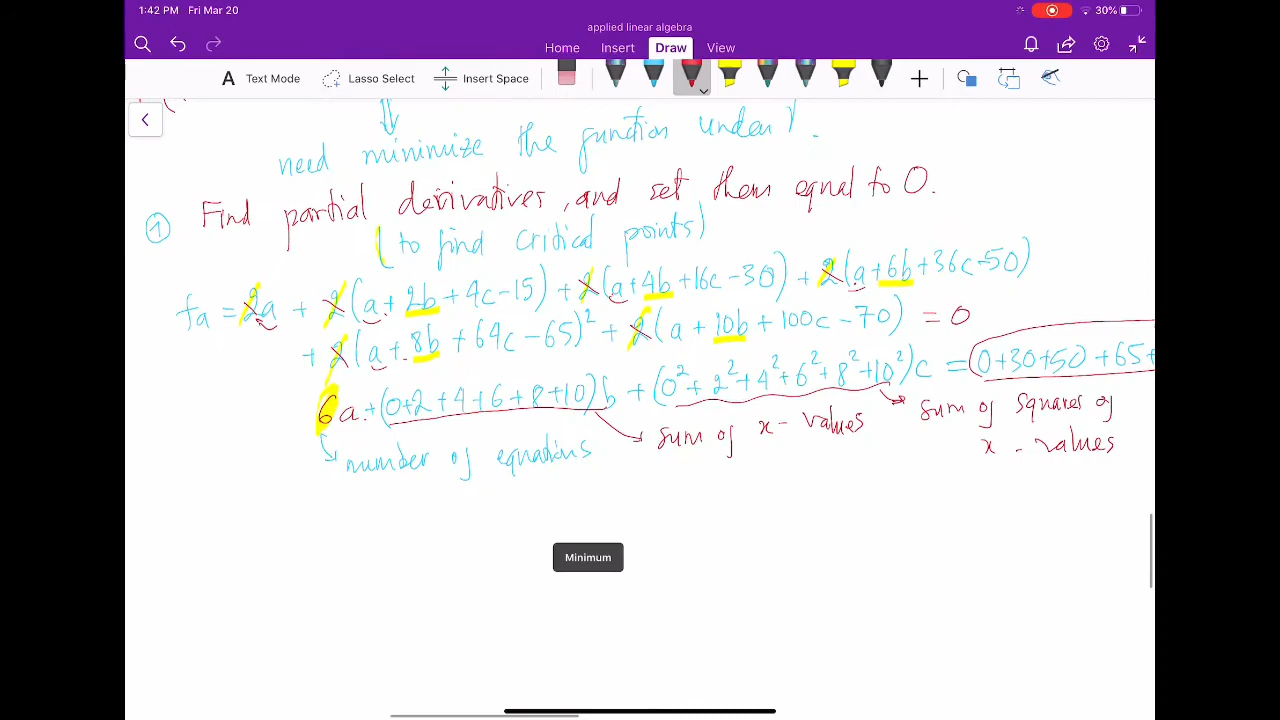 1:42 PM Fri Mar 20
30%
applied linear algebra
Home Insert Draw View
Text Mode Lasso Select Insert Space
need minimize the function under √.
① Find partial derivatives, and set them equal to 0.
(to find critical points)
fa = 2a + 2(a+2b+4c-15) + 2(a+4b+16c-30) + 2(a+6b+36c-50)
+ 2(a+8b+64c-65)² + 2(a+10b+100c-70) = 0
6a+(0+2+4+6+8+10)b + (0²+2²+4²+6²+8²+10²)c = 0+30+50+65+
number of equations
sum of x-values
sum of squares of
x-values
Minimum